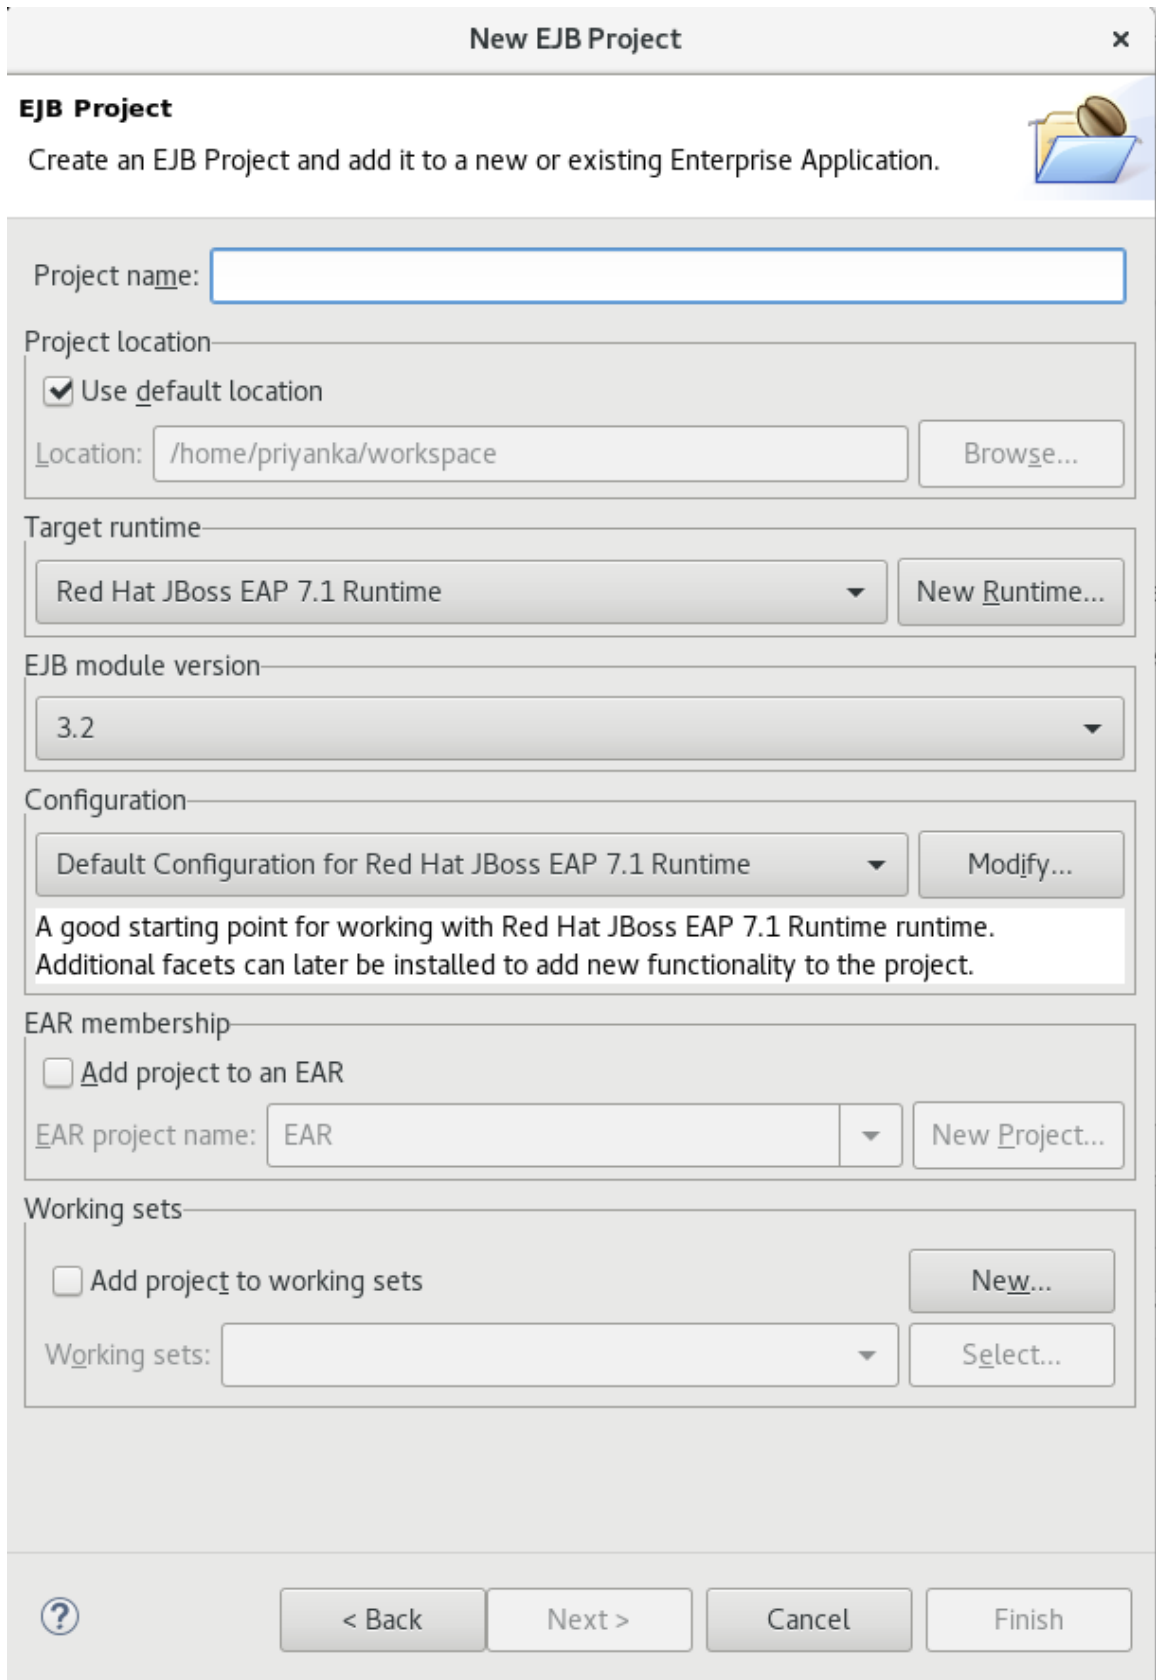 New EJB Project ×
EJB Project
Create an EJB Project and add it to a new or existing Enterprise Application.
Project name:
Project location
Use default location
Location: /home/priyanka/workspace Browse...
Target runtime
Red Hat JBoss EAP 7.1 Runtime New Runtime...
EJB module version
3.2
Configuration
Default Configuration for Red Hat JBoss EAP 7.1 Runtime Modify...
A good starting point for working with Red Hat JBoss EAP 7.1 Runtime runtime.
Additional facets can later be installed to add new functionality to the project.
EAR membership
Add project to an EAR
EAR project name: EAR New Project...
Working sets
Add project to working sets New...
Working sets: Select...
? < Back Next > Cancel Finish